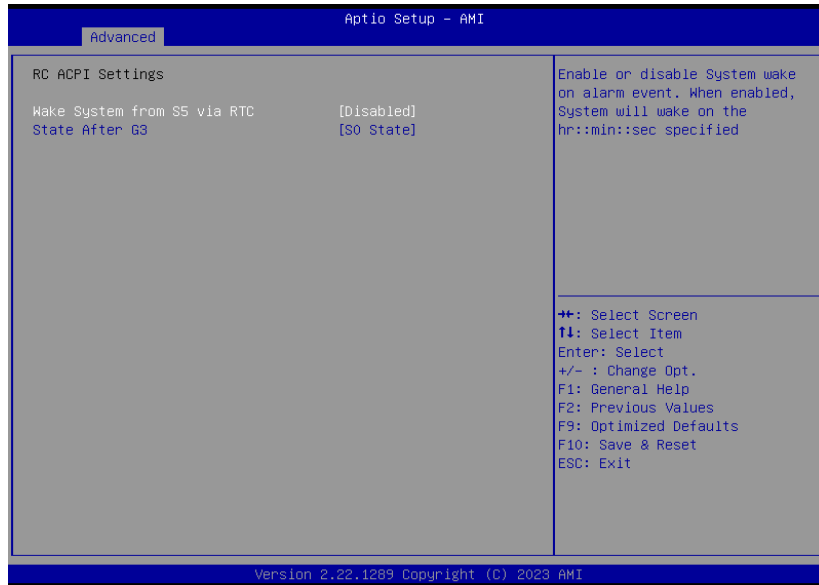 Aptio Setup – AMI
Advanced
RC ACPI Settings
Wake System from S5 via RTC [Disabled]
State After G3 [S0 State]
Enable or disable System wake
on alarm event. When enabled,
System will wake on the
hr::min::sec specified
→←: Select Screen
↑↓: Select Item
Enter: Select
+/- : Change Opt.
F1: General Help
F2: Previous Values
F9: Optimized Defaults
F10: Save & Reset
ESC: Exit
Version 2.22.1289 Copyright (C) 2023 AMI